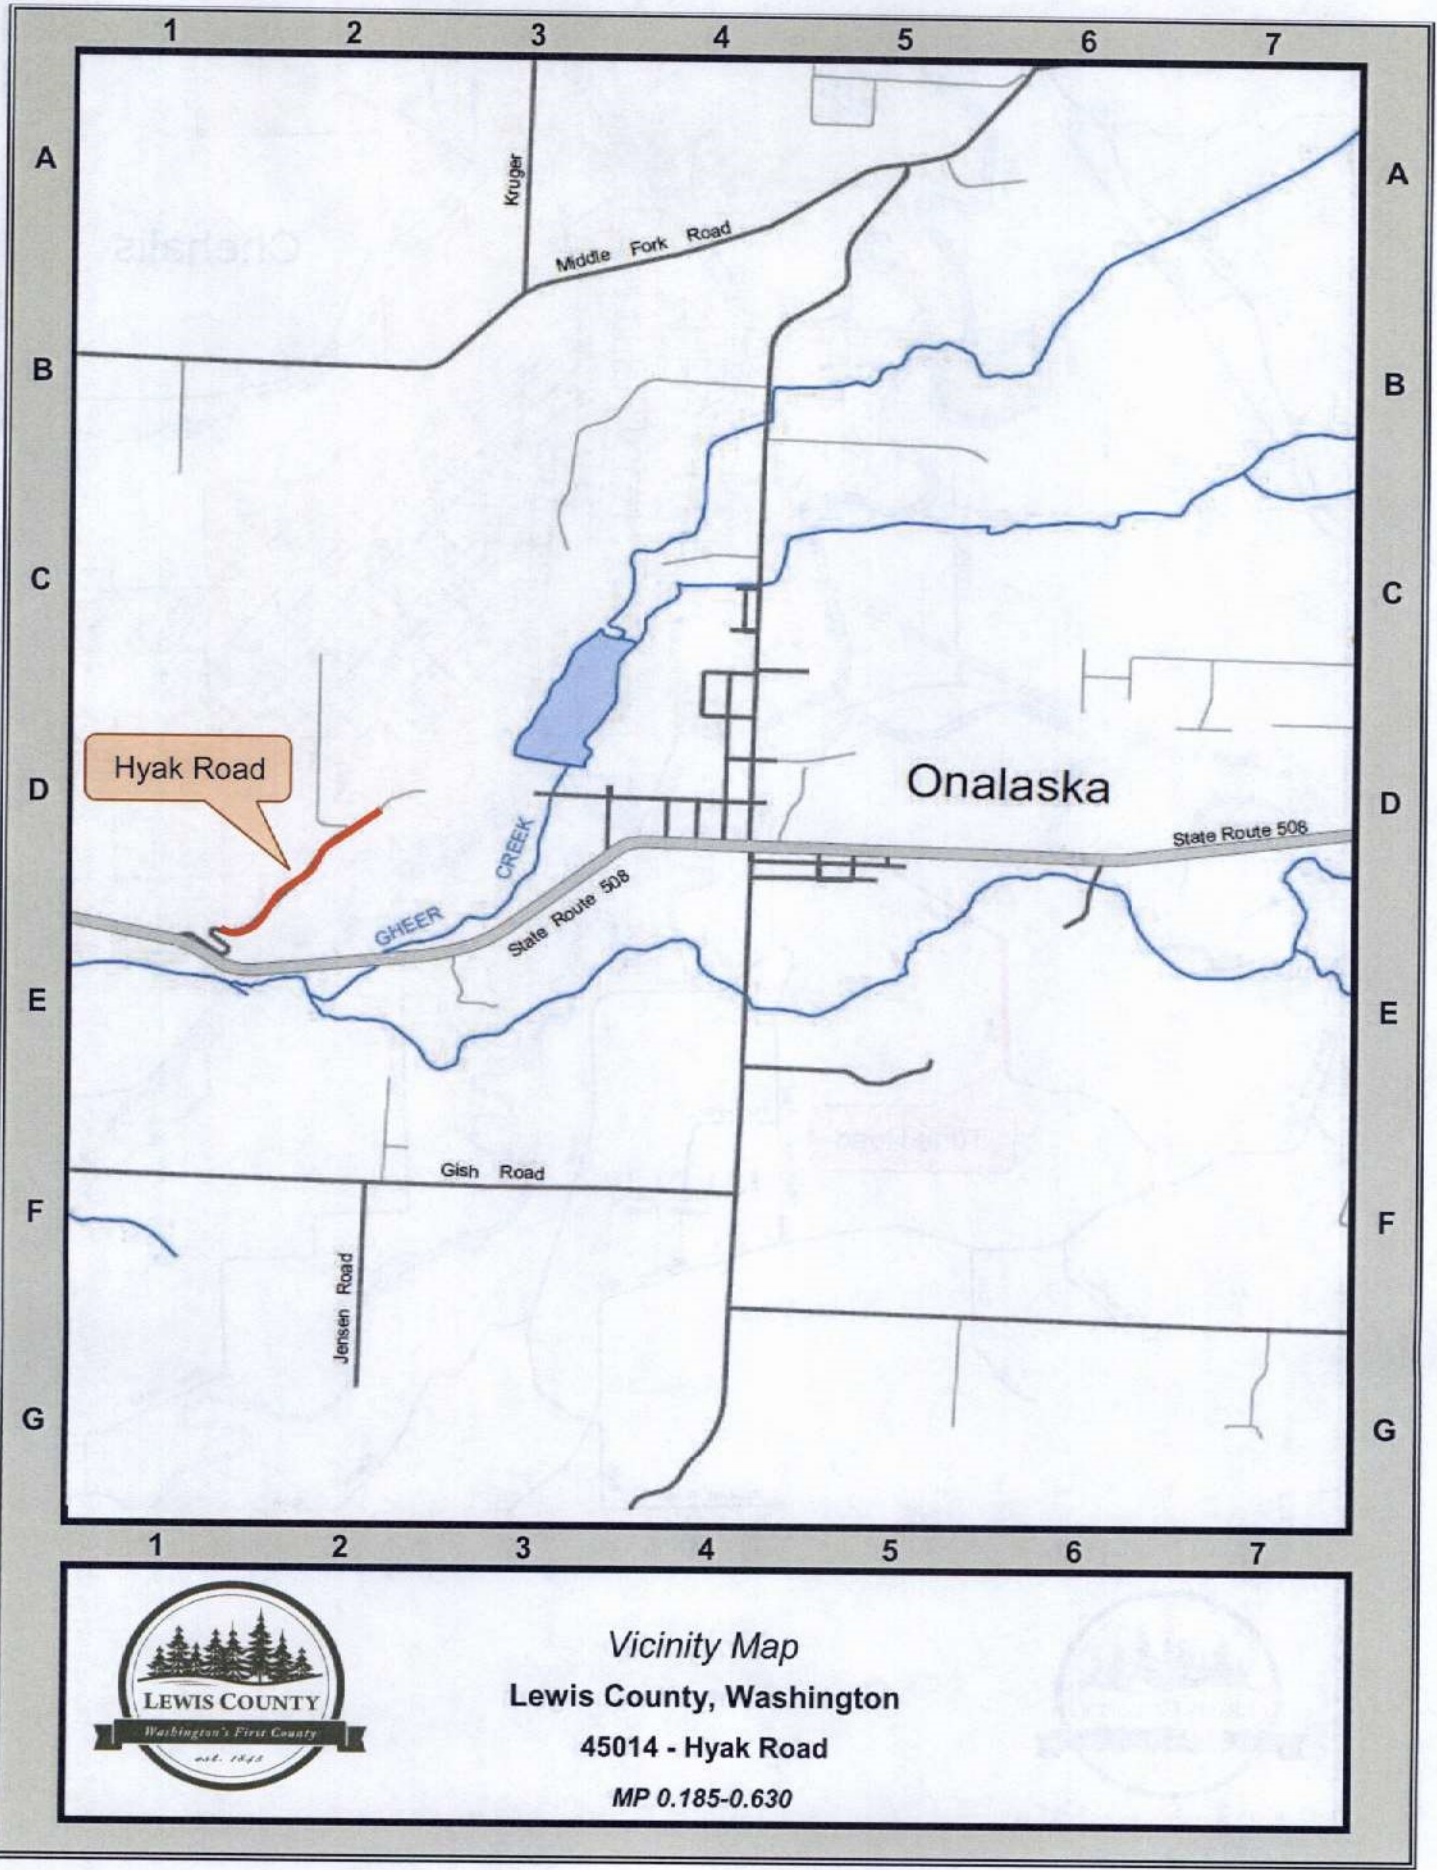 1 2 3 4 5 6 7
A
A
Kruger
Middle Fork Road
B
B
C
C
Hyak Road
D
Onalaska
D
State Route 508
CREEK
GHEER
State Route 508
E
E
Gish Road
F
F
Jensen Road
G
G
1 2 3 4 5 6 7
Vicinity Map
LEWIS COUNTY
Washington's First County
est. 1845
Lewis County, Washington
45014 - Hyak Road
MP 0.185-0.630